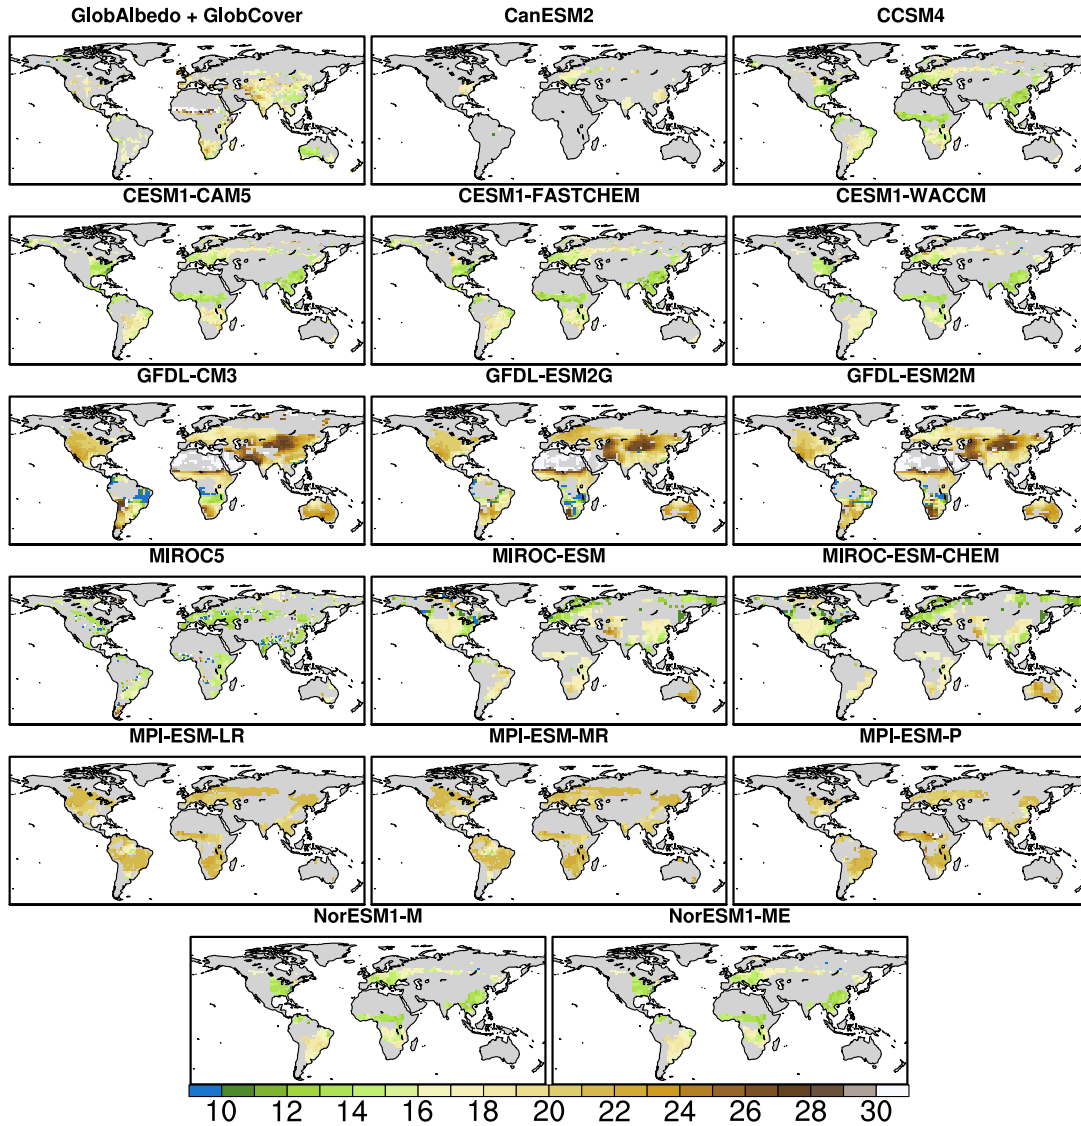 GlobAlbedo + GlobCover CanESM2 CCSM4
CESM1-CAM5 CESM1-FASTCHEM CESM1-WACCM
GFDL-CM3 GFDL-ESM2G GFDL-ESM2M
MIROC5 MIROC-ESM MIROC-ESM-CHEM
MPI-ESM-LR MPI-ESM-MR MPI-ESM-P
NorESM1-M NorESM1-ME
10 12 14 16 18 20 22 24 26 28 30